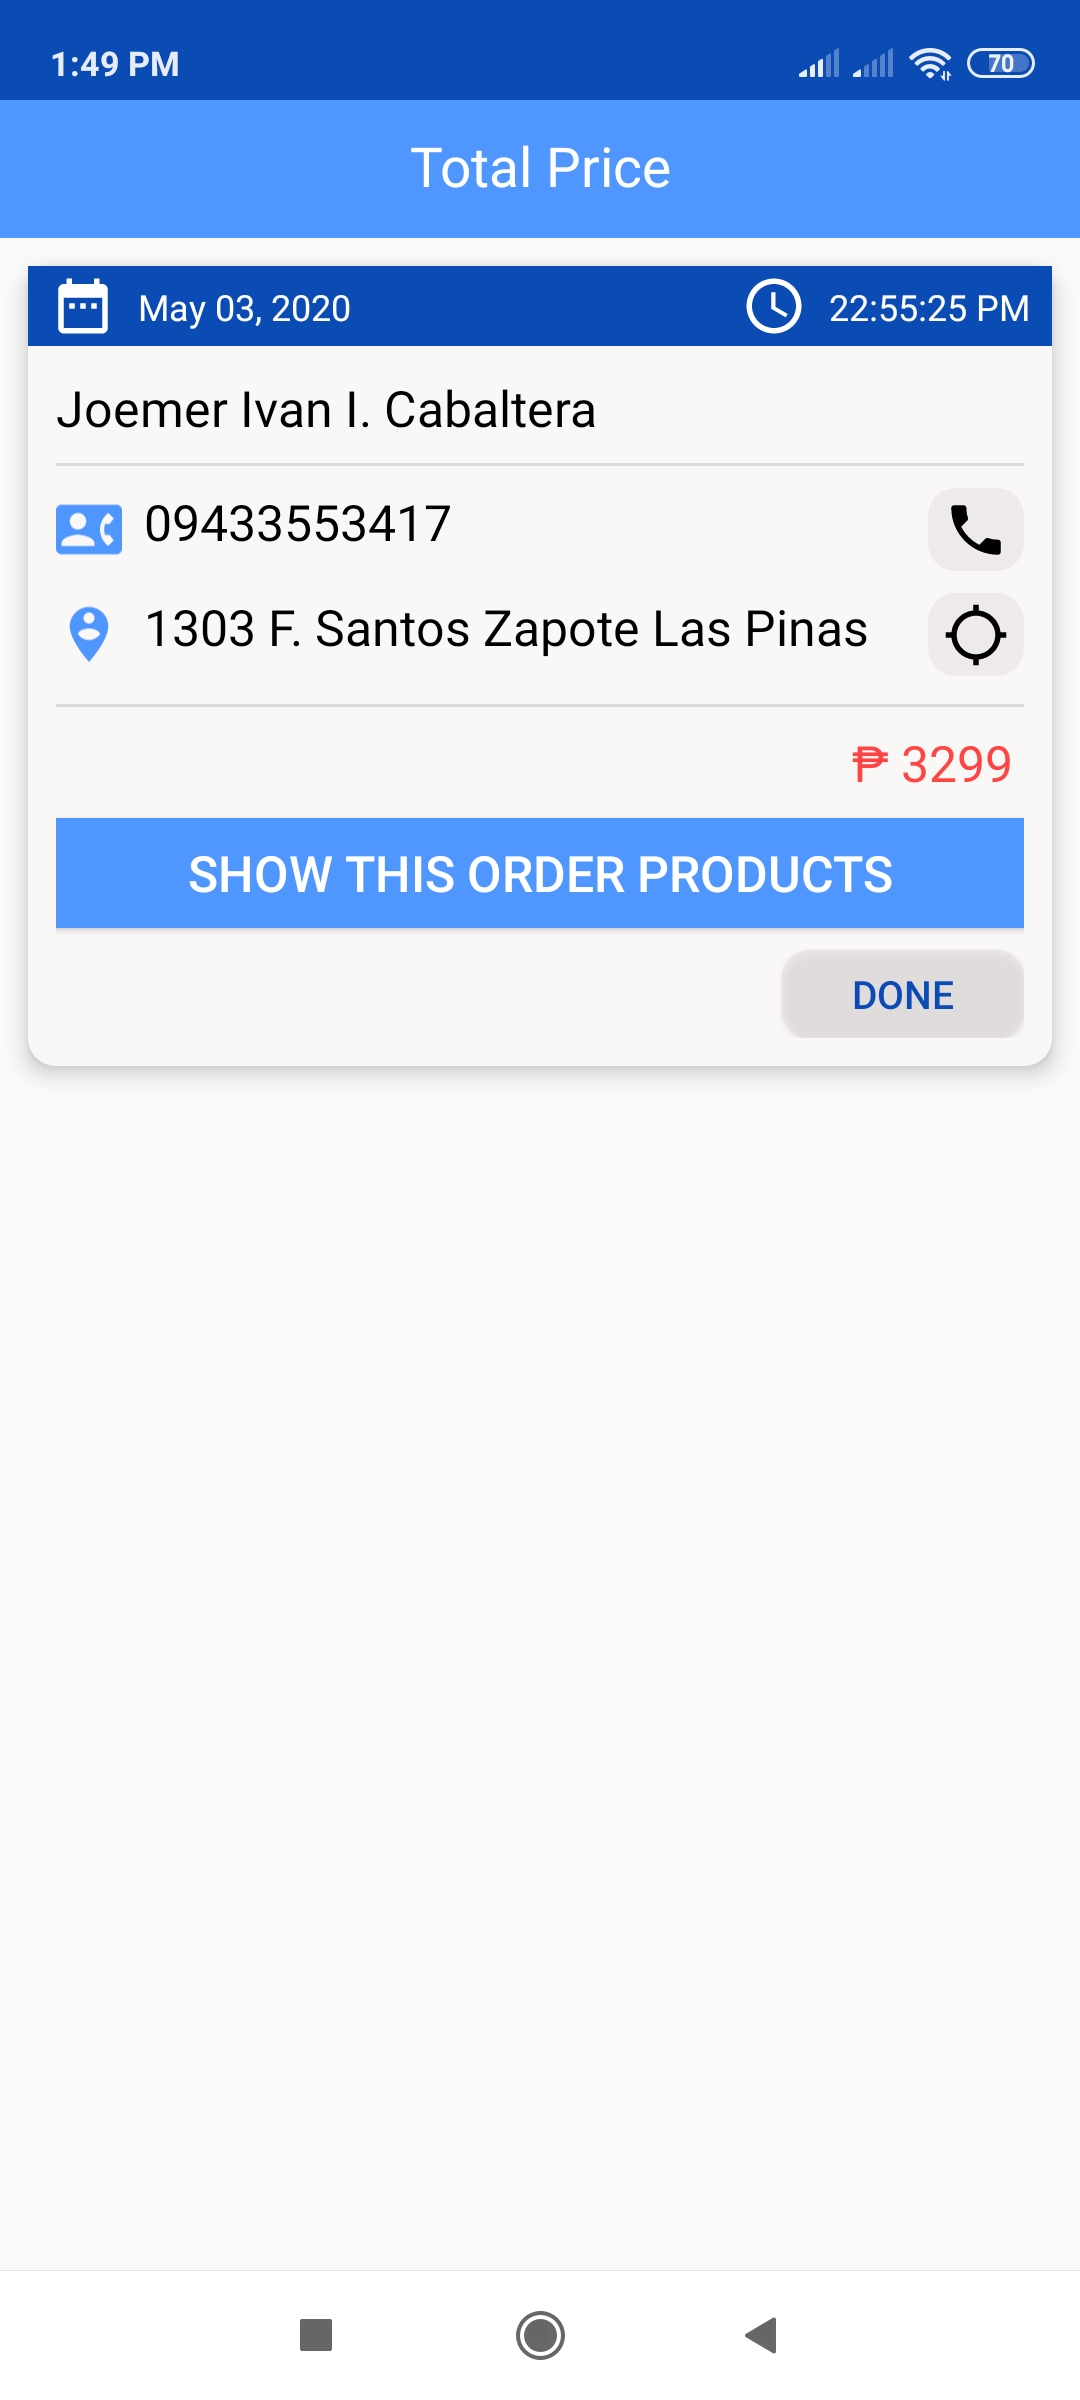 1:49 PM
70
Total Price
May 03, 2020
22:55:25 PM
Joemer Ivan I. Cabaltera
09433553417
1303 F. Santos Zapote Las Pinas
₱ 3299
SHOW THIS ORDER PRODUCTS
DONE